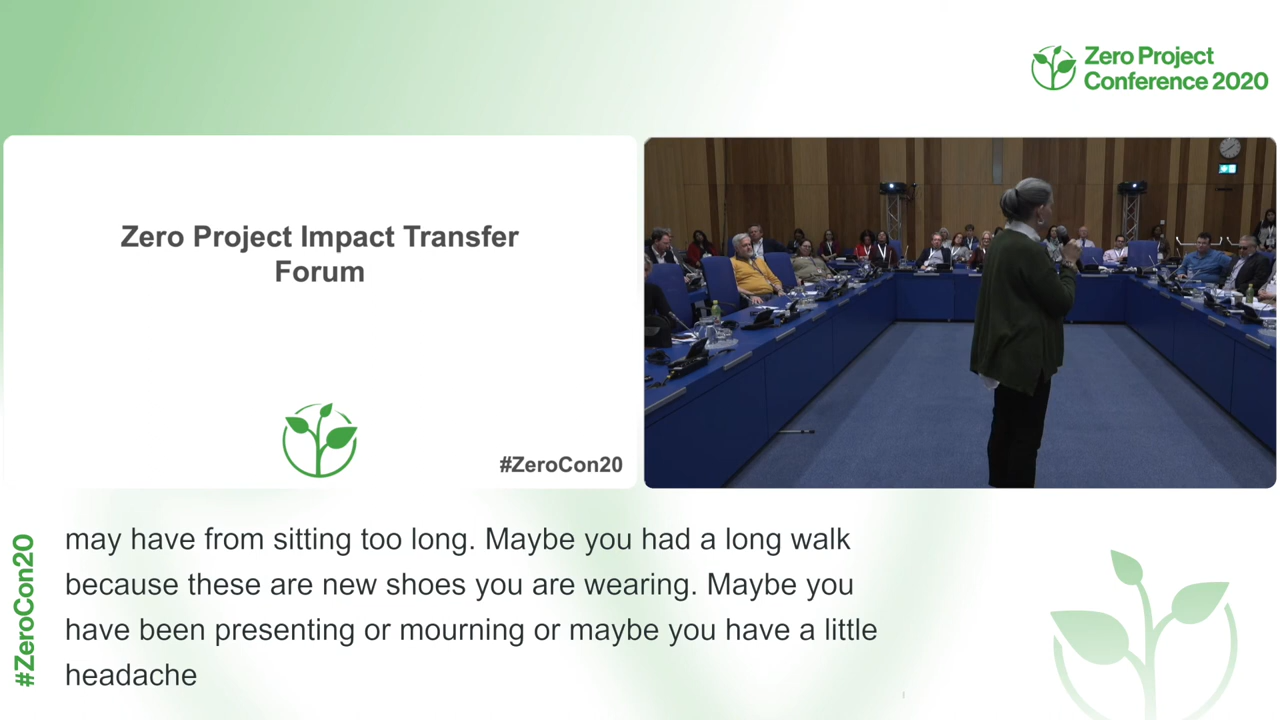 Zero Project
Conference 2020
Zero Project Impact Transfer
Forum
#ZeroCon20
#ZeroCon20
may have from sitting too long. Maybe you had a long walk
because these are new shoes you are wearing. Maybe you
have been presenting or mourning or maybe you have a little
headache